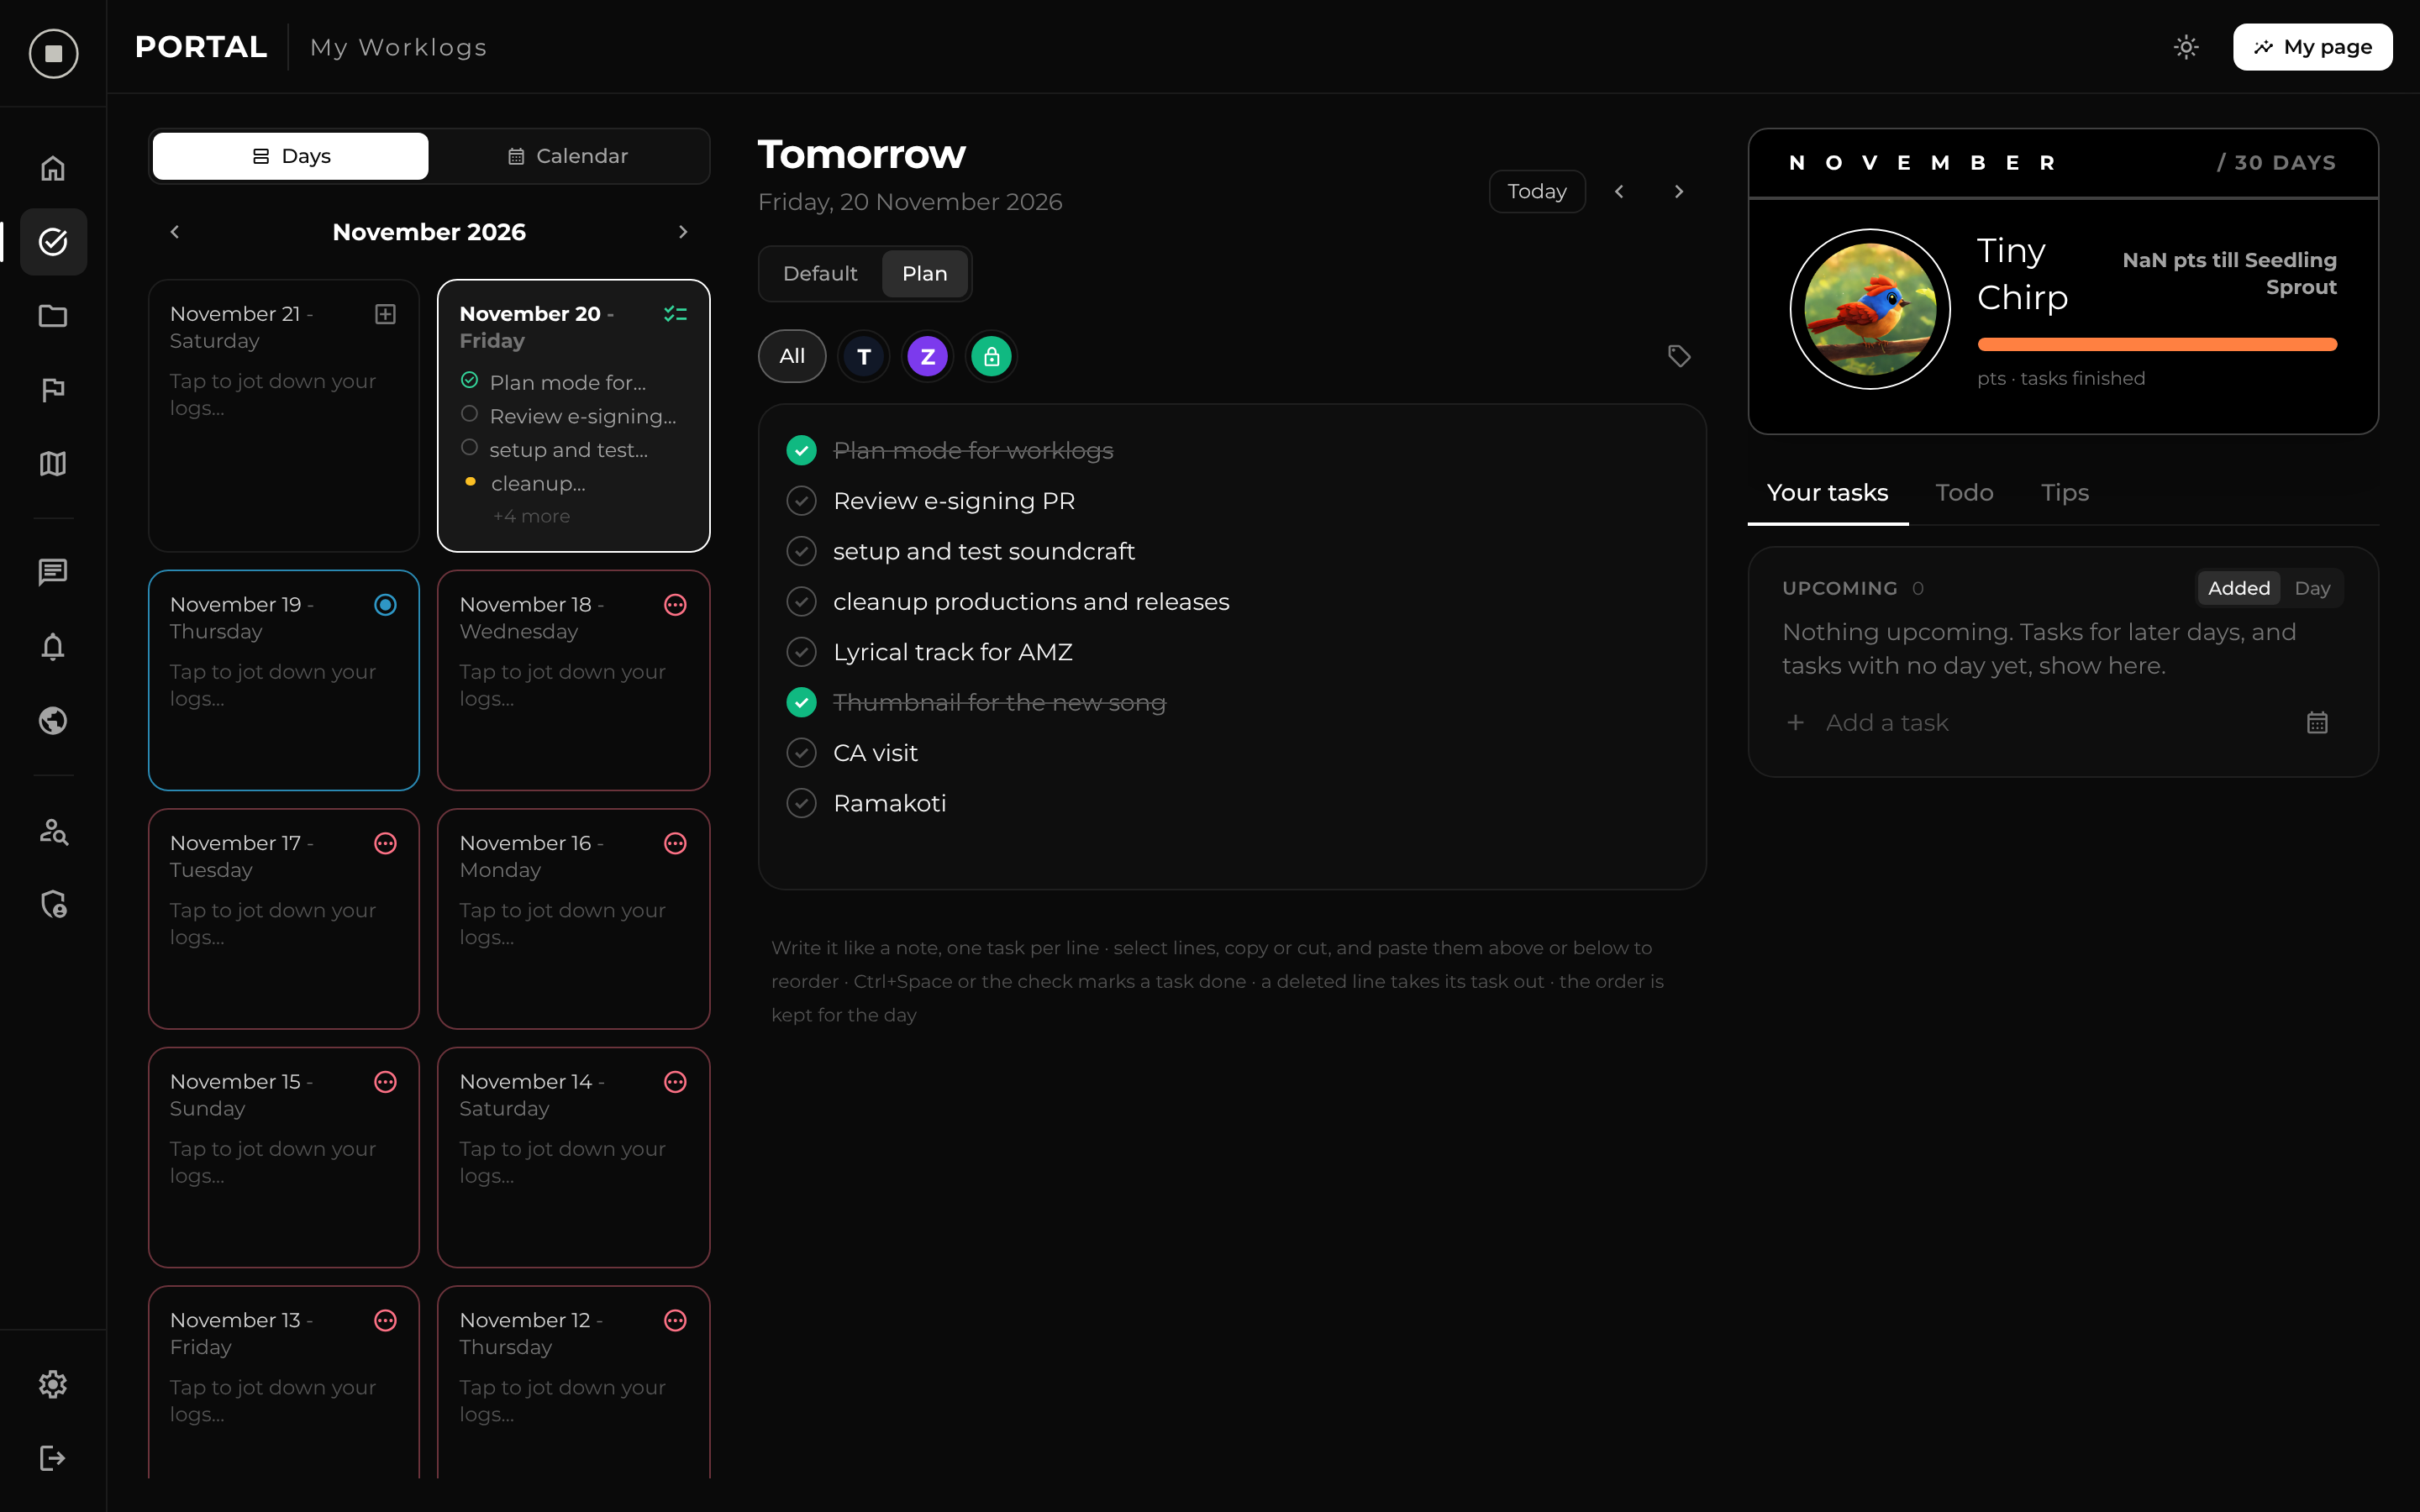 PORTAL
My Worklogs
My page
Days
Calendar
November 2026
November 21 -
Saturday
Tap to jot down your
logs...
November 20 -
Friday
Plan mode for...
Review e-signing...
setup and test...
cleanup...
+4 more
November 19 -
Thursday
Tap to jot down your
logs...
November 18 -
Wednesday
Tap to jot down your
logs...
November 17 -
Tuesday
Tap to jot down your
logs...
November 16 -
Monday
Tap to jot down your
logs...
November 15 -
Sunday
Tap to jot down your
logs...
November 14 -
Saturday
Tap to jot down your
logs...
November 13 -
Friday
Tap to jot down your
logs...
November 12 -
Thursday
Tap to jot down your
logs...
Tomorrow
Friday, 20 November 2026
Today
Default
Plan
All
T
Z
Plan mode for worklogs
Review e-signing PR
setup and test soundcraft
cleanup productions and releases
Lyrical track for AMZ
Thumbnail for the new song
CA visit
Ramakoti
Write it like a note, one task per line · select lines, copy or cut, and paste them above or below to
reorder · Ctrl+Space or the check marks a task done · a deleted line takes its task out · the order is
kept for the day
NOVEMBER
/ 30 DAYS
Tiny
Chirp
NaN pts till Seedling
Sprout
pts · tasks finished
Your tasks
Todo
Tips
UPCOMING 0
Added
Day
Nothing upcoming. Tasks for later days, and
tasks with no day yet, show here.
Add a task